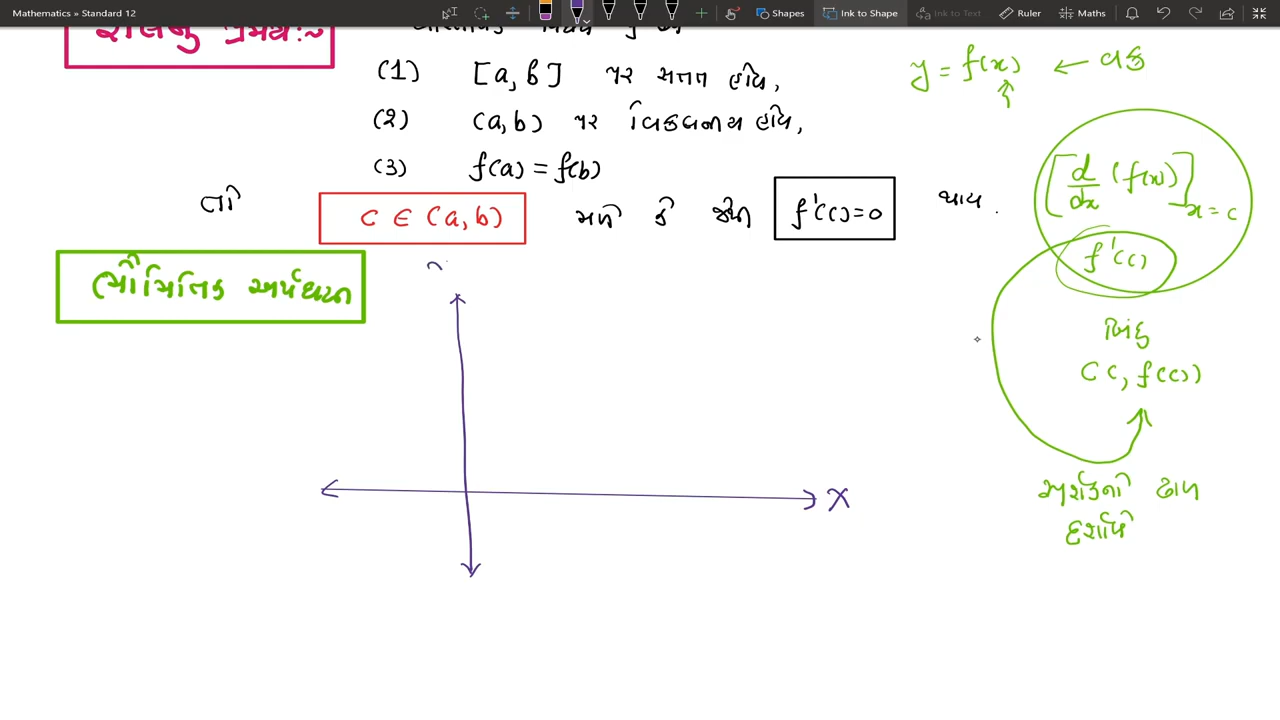 Mathematics » Standard 12
Shapes
Ink to Shape
Ink to Text
Ruler
Maths
રોલનું પ્રમેય :~
(1) [a, b] પર સતત હોય,
(2) (a, b) પર વિકલનીય હોય,
(3) f(a) = f(b)
તો c ∈ (a, b) મળે કે જેથી f'(c) = 0 થાય.
ભૌમિતિક અર્થઘટન
X
y = f(x) ← વક્ર
[d/dx (f(x))]x = c
f'(c)
બિંદુ
(c, f(c))
સ્પર્શકનો ઢાળ
દર્શાવે